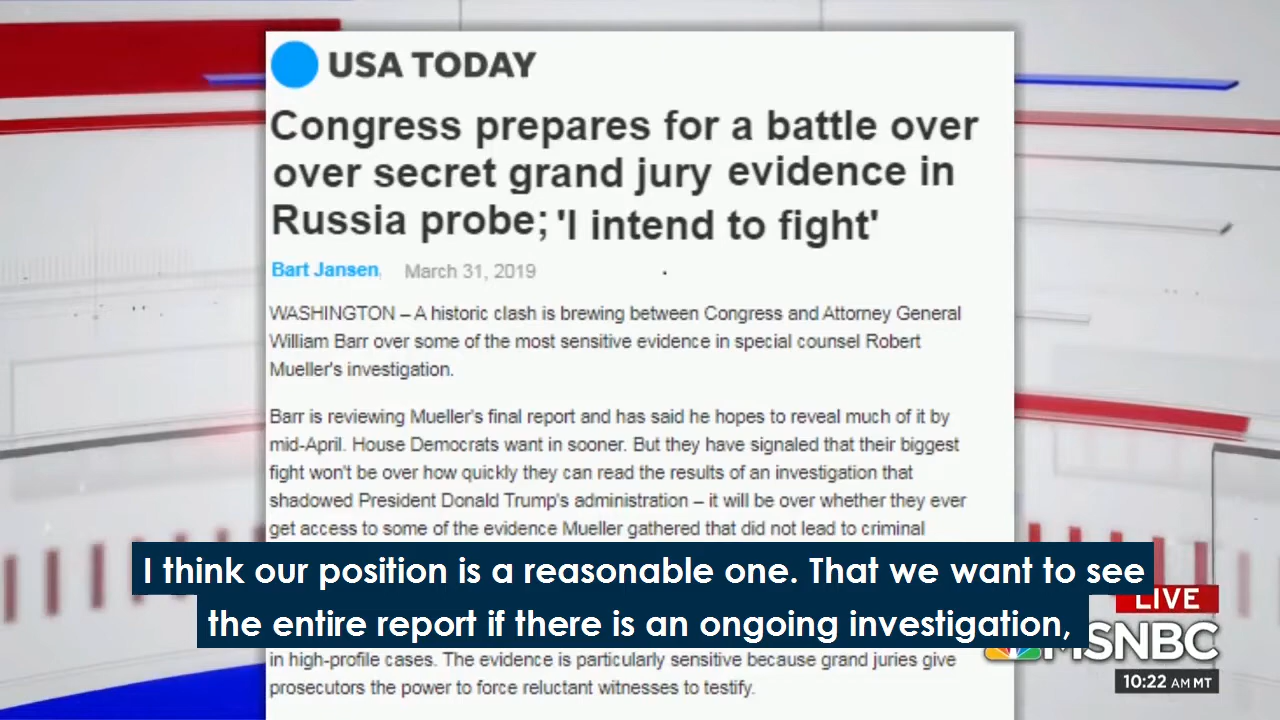 USA TODAY
Congress prepares for a battle over
over secret grand jury evidence in
Russia probe; 'I intend to fight'
Bart Jansen, March 31, 2019
WASHINGTON – A historic clash is brewing between Congress and Attorney General
William Barr over some of the most sensitive evidence in special counsel Robert
Mueller's investigation.
Barr is reviewing Mueller's final report and has said he hopes to reveal much of it by
mid-April. House Democrats want in sooner. But they have signaled that their biggest
fight won't be over how quickly they can read the results of an investigation that
shadowed President Donald Trump's administration – it will be over whether they ever
get access to some of the evidence Mueller gathered that did not lead to criminal
I think our position is a reasonable one. That we want to see
the entire report if there is an ongoing investigation,
in high-profile cases. The evidence is particularly sensitive because grand juries give
prosecutors the power to force reluctant witnesses to testify.
LIVE
MSNBC
10:22 AM MT